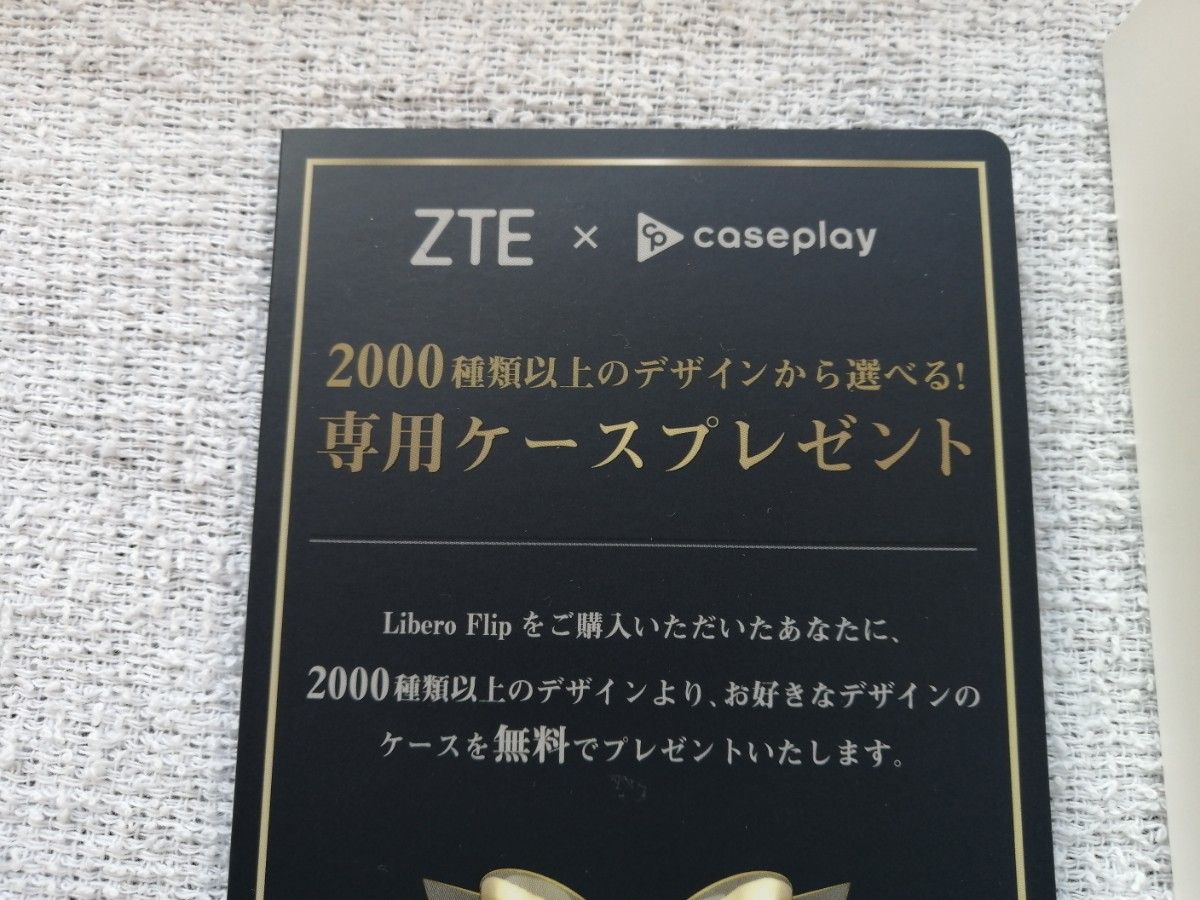 ZTE × cp caseplay
2000種類以上のデザインから選べる!
専用ケースプレゼント
Libero Flip をご購入いただいたあなたに、
2000種類以上のデザインより、お好きなデザインの
ケースを無料でプレゼントいたします。